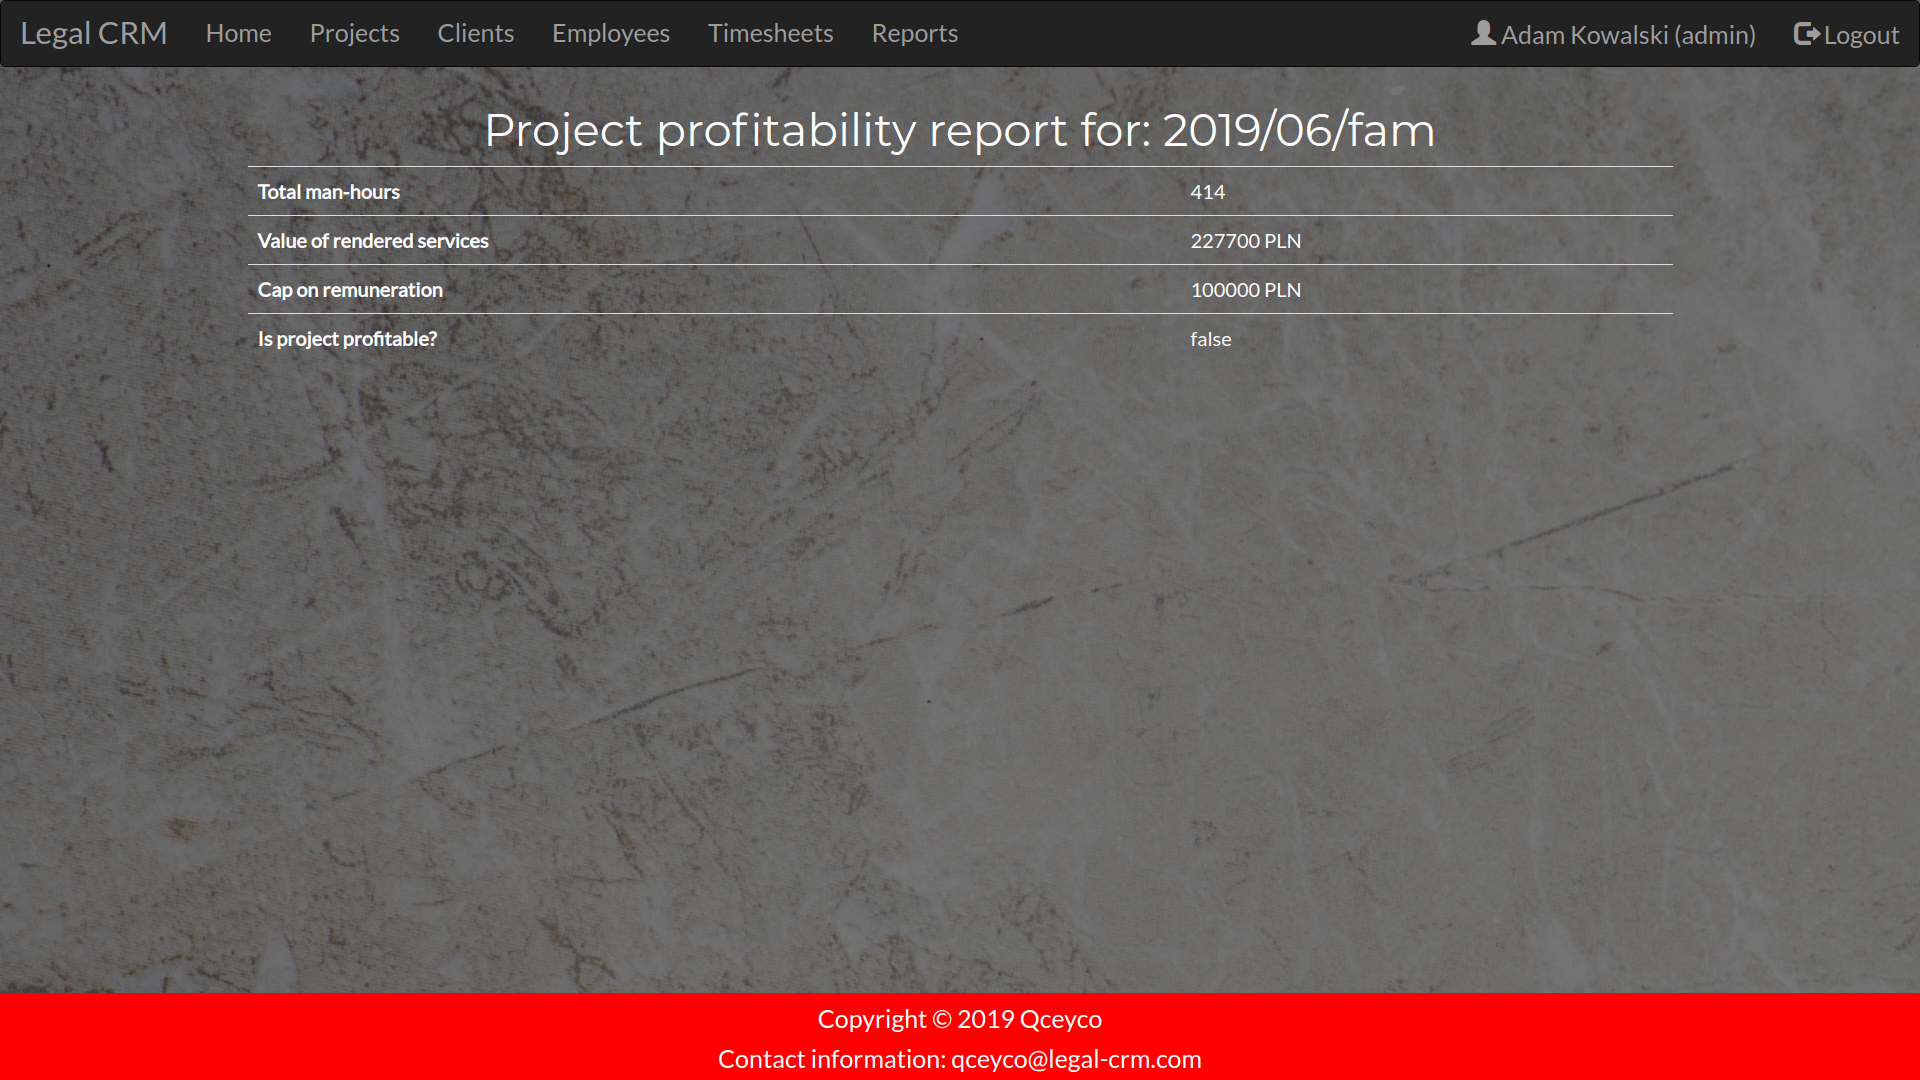 Legal CRM Home Projects Clients Employees Timesheets Reports Adam Kowalski (admin) Logout
Project profitability report for: 2019/06/fam
Total man-hours 414
Value of rendered services 227700 PLN
Cap on remuneration 100000 PLN
Is project profitable? false
Copyright © 2019 Qceyco
Contact information: qceyco@legal-crm.com